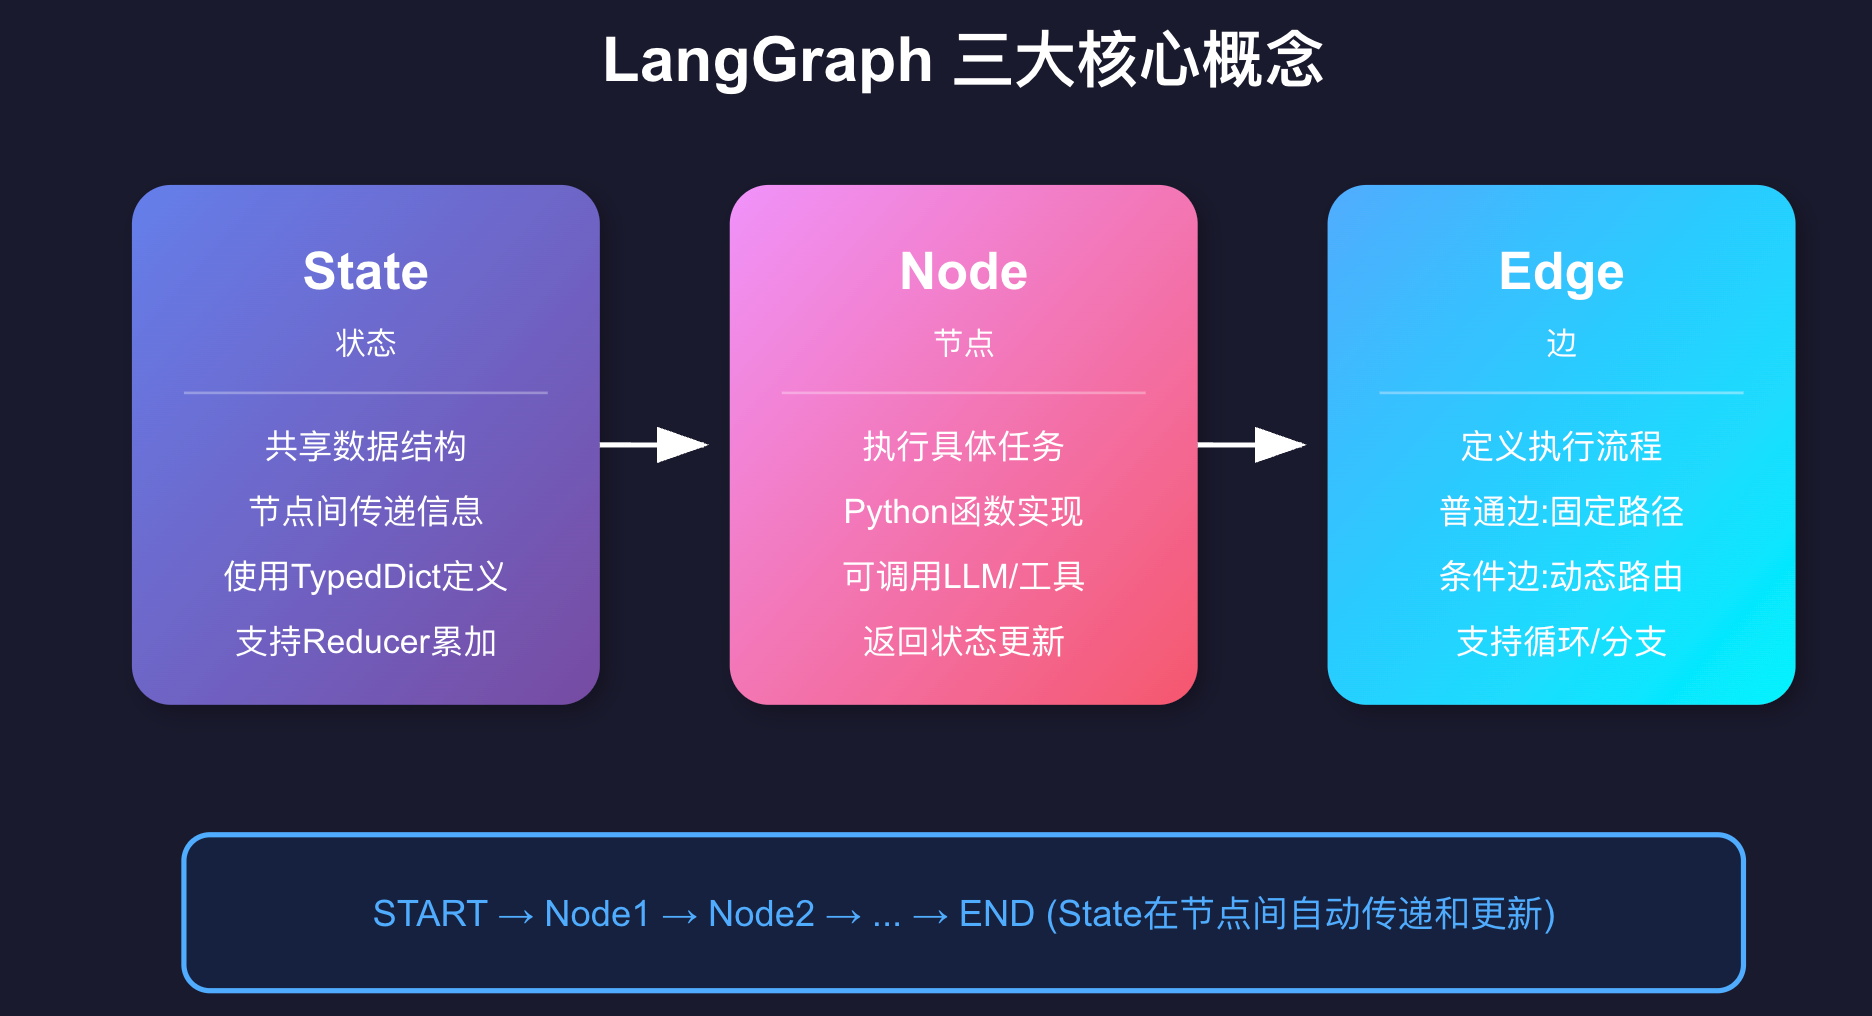 LangGraph 三大核心概念
State
状态
共享数据结构
节点间传递信息
使用TypedDict定义
支持Reducer累加
Node
节点
执行具体任务
Python函数实现
可调用LLM/工具
返回状态更新
Edge
边
定义执行流程
普通边:固定路径
条件边:动态路由
支持循环/分支
START → Node1 → Node2 → ... → END (State在节点间自动传递和更新)